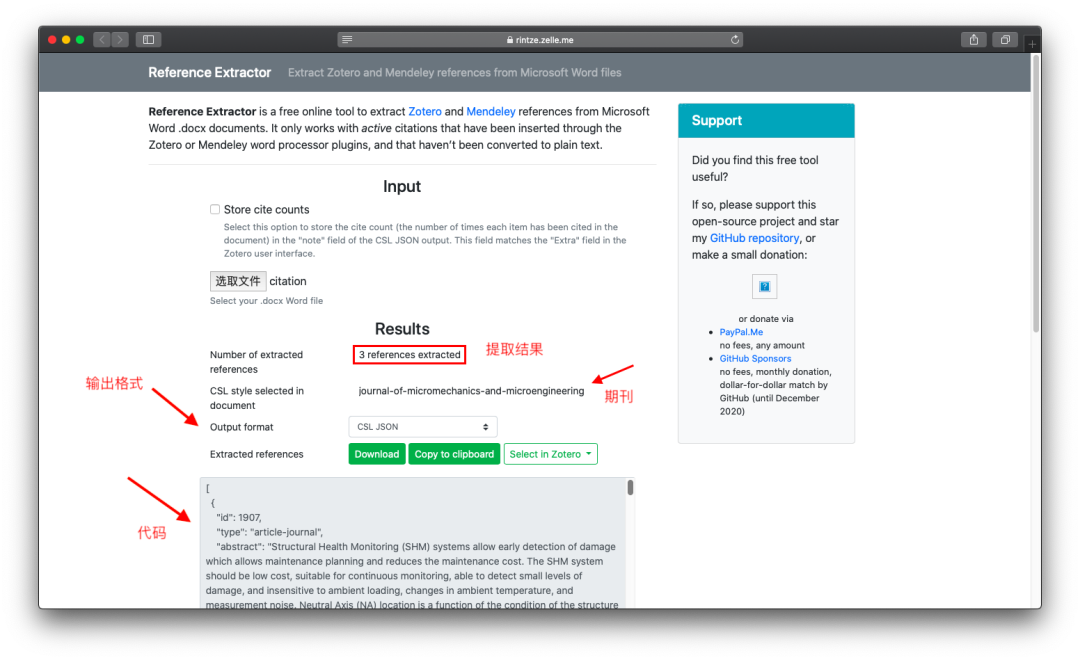 rintze.zelle.me
Reference Extractor Extract Zotero and Mendeley references from Microsoft Word files
Reference Extractor is a free online tool to extract Zotero and Mendeley references from Microsoft
Word .docx documents. It only works with active citations that have been inserted through the
Zotero or Mendeley word processor plugins, and that haven't been converted to plain text.
Input
Store cite counts
Select this option to store the cite count (the number of times each item has been cited in the
document) in the "note" field of the CSL JSON output. This field matches the "Extra" field in the
Zotero user interface.
选取文件 citation
Select your .docx Word file
Results
Number of extracted
references
3 references extracted
提取结果
CSL style selected in
document
journal-of-micromechanics-and-microengineering
期刊
输出格式
Output format
CSL JSON
Extracted references
Download
Copy to clipboard
Select in Zotero
代码
[
{
"id": 1907,
"type": "article-journal",
"abstract": "Structural Health Monitoring (SHM) systems allow early detection of damage
which allows maintenance planning and reduces the maintenance cost. The SHM system
should be low cost, suitable for continuous monitoring, able to detect small levels of
damage, and insensitive to ambient loading, changes in ambient temperature, and
measurement noise. Neutral Axis (NA) location is a function of the condition of the structure
Support
Did you find this free tool
useful?
If so, please support this
open-source project and star
my GitHub repository, or
make a small donation:
or donate via
PayPal.Me
no fees, any amount
GitHub Sponsors
no fees, monthly donation,
dollar-for-dollar match by
GitHub (until December
2020)